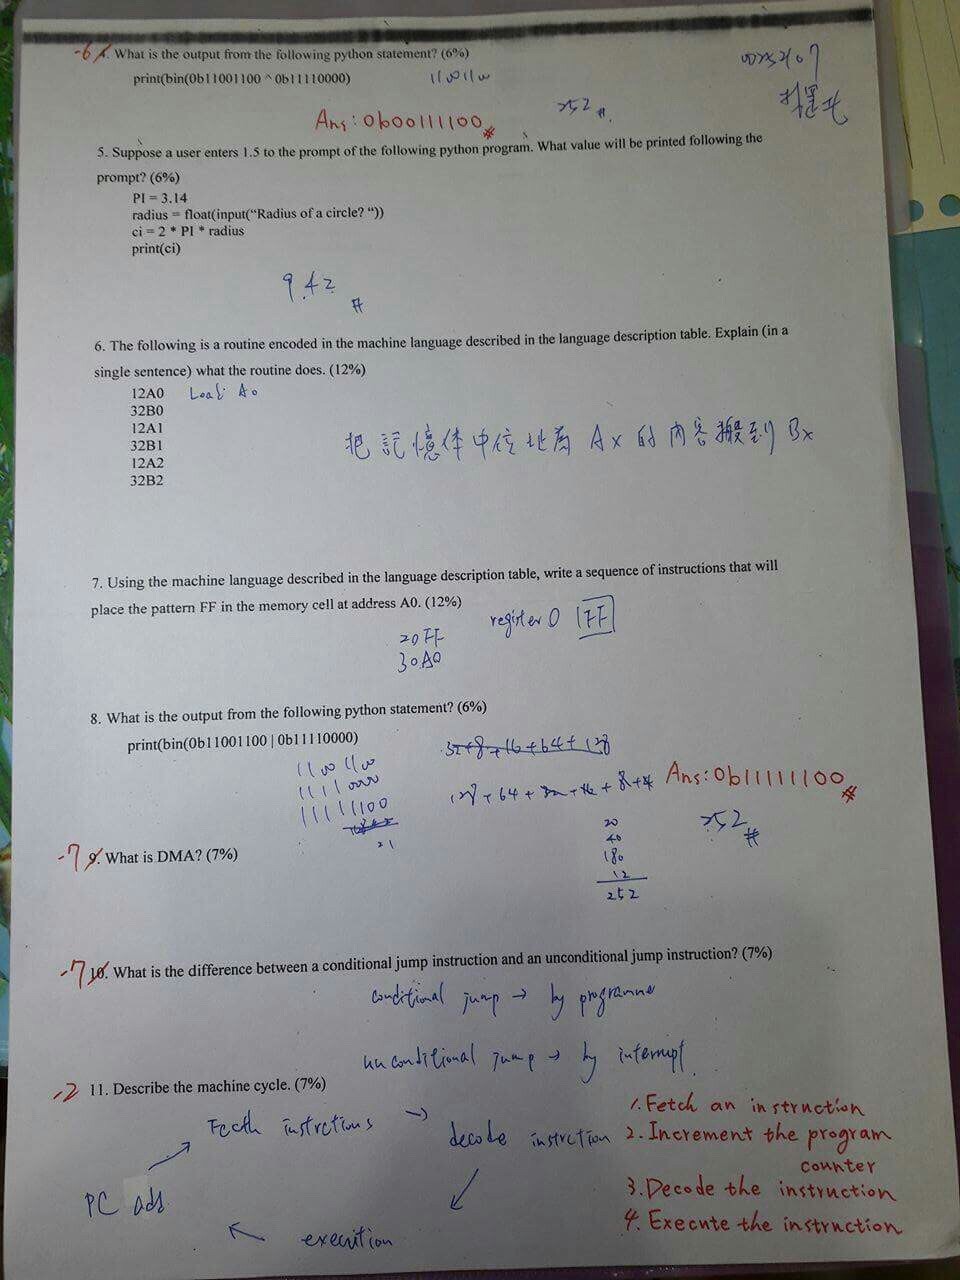 -6 4. What is the output from the following python statement? (6%)
print(bin(0b11001100 ^ 0b11110000)
11001100
252 #.
Ans: 0b00111100 #
5. Suppose a user enters 1.5 to the prompt of the following python program. What value will be printed following the
prompt? (6%)
PI = 3.14
radius = float(input("Radius of a circle? "))
ci = 2 * PI * radius
print(ci)
9.42 #
6. The following is a routine encoded in the machine language described in the language description table. Explain (in a
single sentence) what the routine does. (12%)
12A0 Load: A0
32B0
12A1
32B1
12A2
32B2
把記憶体中位址為 Ax 的內容搬到 Bx
7. Using the machine language described in the language description table, write a sequence of instructions that will
place the pattern FF in the memory cell at address A0. (12%)
20FF register 0 FF
30A0
8. What is the output from the following python statement? (6%)
print(bin(0b11001100 | 0b11110000)
11001100
11110000
11111100
21
32+8+16+64+128
128+64+32+16+8+4
Ans: 0b11111100 #
20
40
180
12
252
252 #
-7 9. What is DMA? (7%)
-7 10. What is the difference between a conditional jump instruction and an unconditional jump instruction? (7%)
conditional jump → by programmer
unconditional jump → by interrupt.
-2 11. Describe the machine cycle. (7%)
Fecth instrctions →
decode instrction
execution
PC add
1. Fetch an instruction
2. Increment the program
counter
3. Decode the instruction
4. Execute the instruction